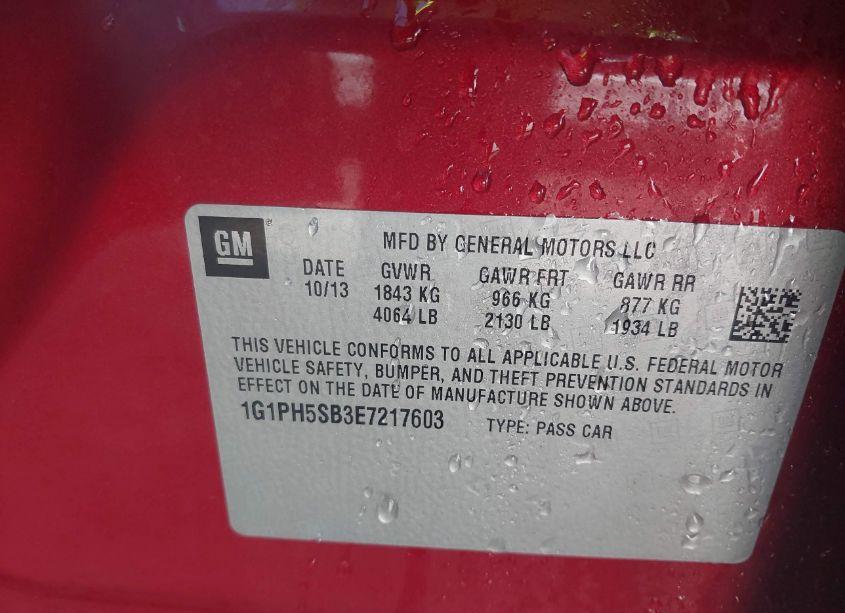 GM ®
MFD BY GENERAL MOTORS LLC
DATE GVWR GAWR FRT GAWR RR
10/13 1843 KG 966 KG 877 KG
4064 LB 2130 LB 1934 LB
THIS VEHICLE CONFORMS TO ALL APPLICABLE U.S. FEDERAL MOTOR
VEHICLE SAFETY, BUMPER, AND THEFT PREVENTION STANDARDS IN
EFFECT ON THE DATE OF MANUFACTURE SHOWN ABOVE.
1G1PH5SB3E7217603 TYPE: PASS CAR